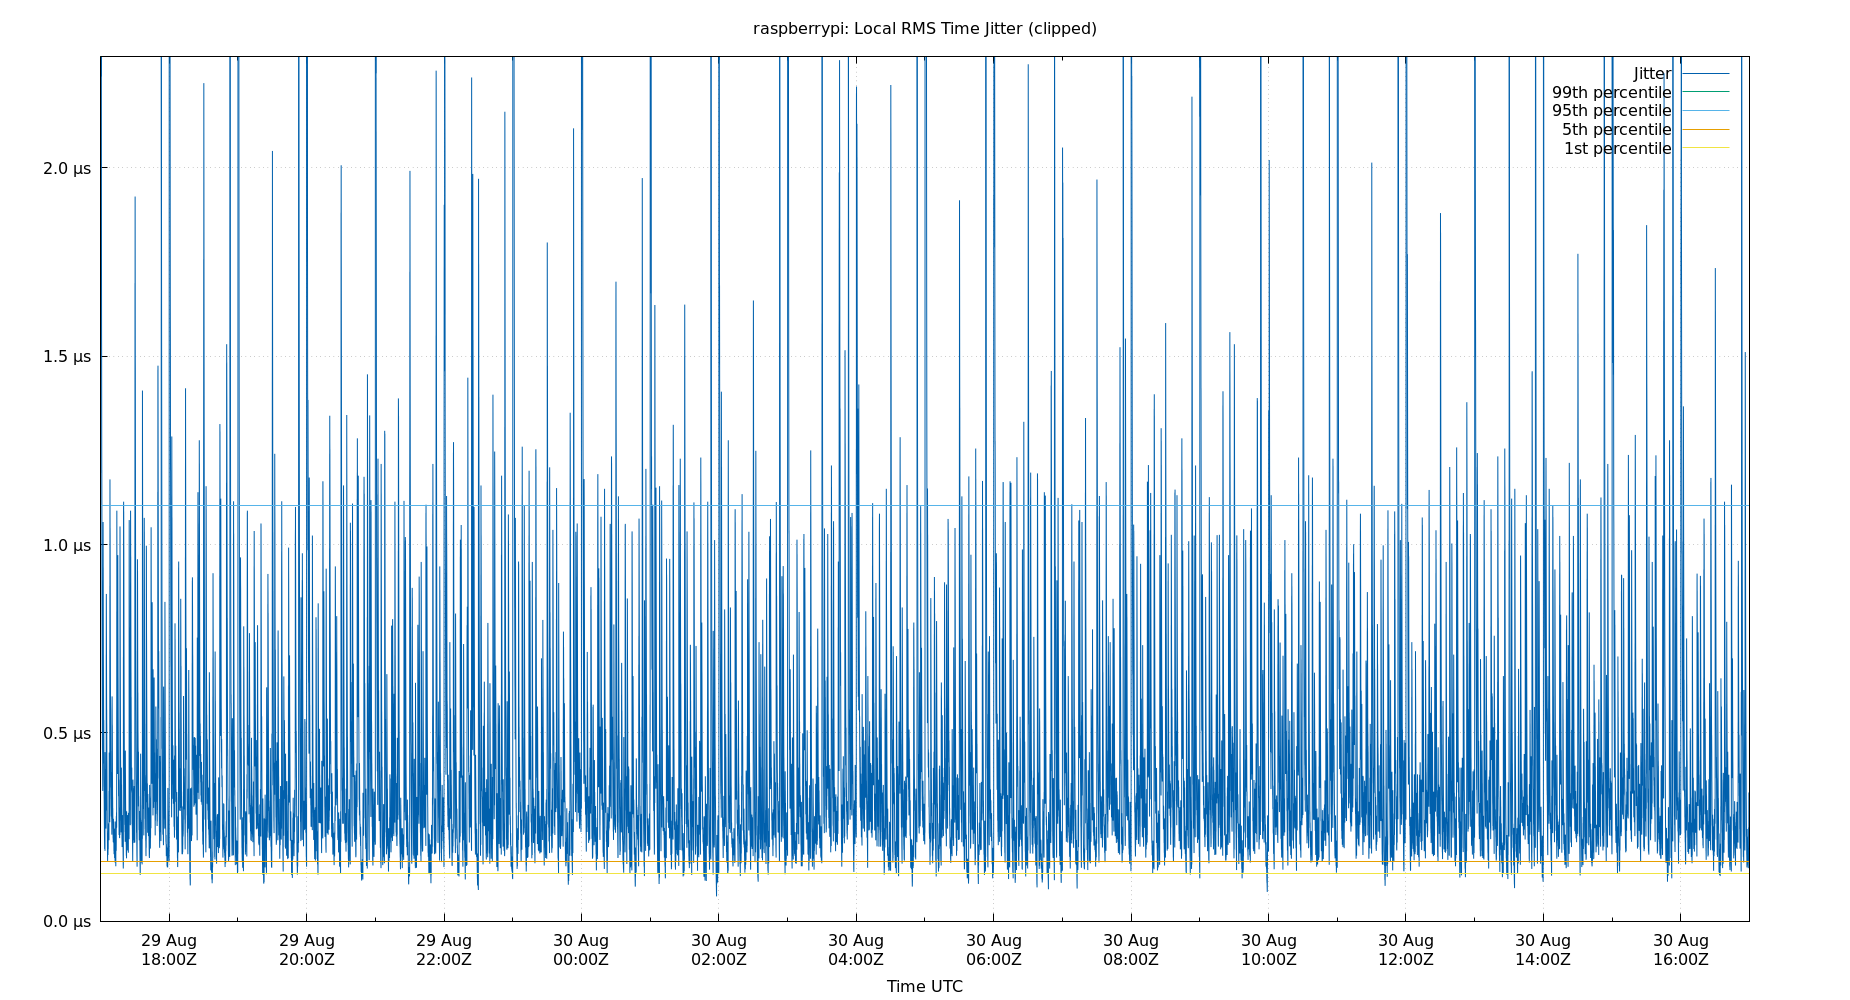 raspberrypi: Local RMS Time Jitter (clipped)
Jitter
99th percentile
95th percentile
5th percentile
1st percentile
2.0 µs
1.5 µs
1.0 µs
0.5 µs
0.0 µs
29 Aug 29 Aug 29 Aug 30 Aug 30 Aug 30 Aug 30 Aug 30 Aug 30 Aug 30 Aug 30 Aug 30 Aug
18:00Z 20:00Z 22:00Z 00:00Z 02:00Z 04:00Z 06:00Z 08:00Z 10:00Z 12:00Z 14:00Z 16:00Z
Time UTC